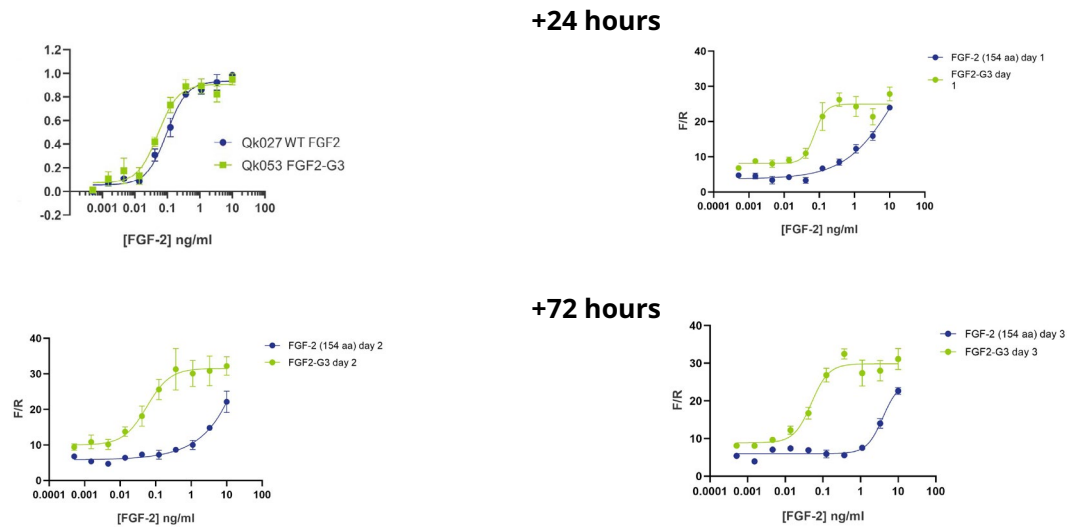 +24 hours
1.2
1.0
0.8
0.6
0.4
0.2
0.0
-0.2
0.001 0.01 0.1 1 10 100
[FGF-2] ng/ml
Qk027 WT FGF2
Qk053 FGF2-G3
40
30
20
10
0
F/R
0.0001 0.001 0.01 0.1 1 10 100
[FGF-2] ng/ml
FGF-2 (154 aa) day 1
FGF2-G3 day
1
+72 hours
40
30
20
10
0
F/R
0.0001 0.001 0.01 0.1 1 10 100
[FGF-2] ng/ml
FGF-2 (154 aa) day 2
FGF2-G3 day 2
40
30
20
10
0
F/R
0.0001 0.001 0.01 0.1 1 10 100
[FGF-2] ng/ml
FGF-2 (154 aa) day 3
FGF2-G3 day 3